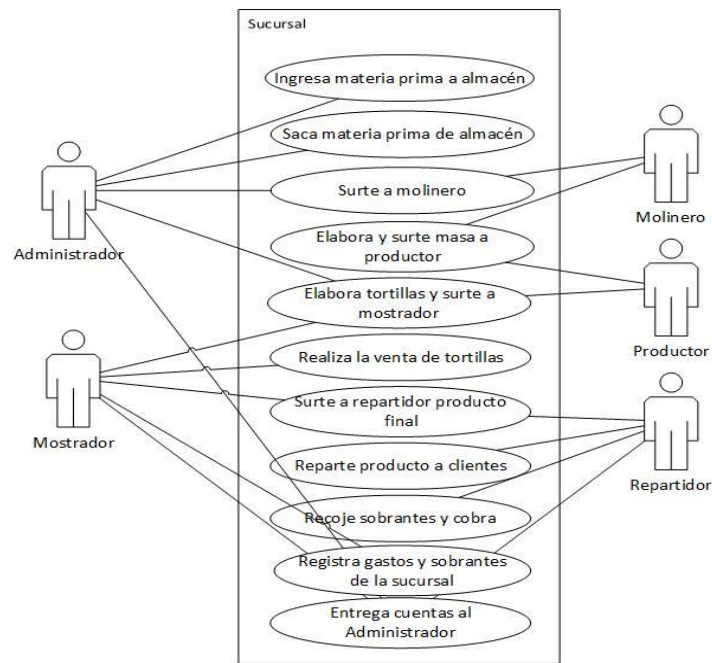 Sucursal
Ingresa materia prima a almacén
Saca materia prima de almacén
Surte a molinero
Elabora y surte masa a
productor
Elabora tortillas y surte a
mostrador
Realiza la venta de tortillas
Surte a repartidor producto
final
Reparte producto a clientes
Recoje sobrantes y cobra
Registra gastos y sobrantes
de la sucursal
Entrega cuentas al
Administrador
Administrador
Mostrador
Molinero
Productor
Repartidor